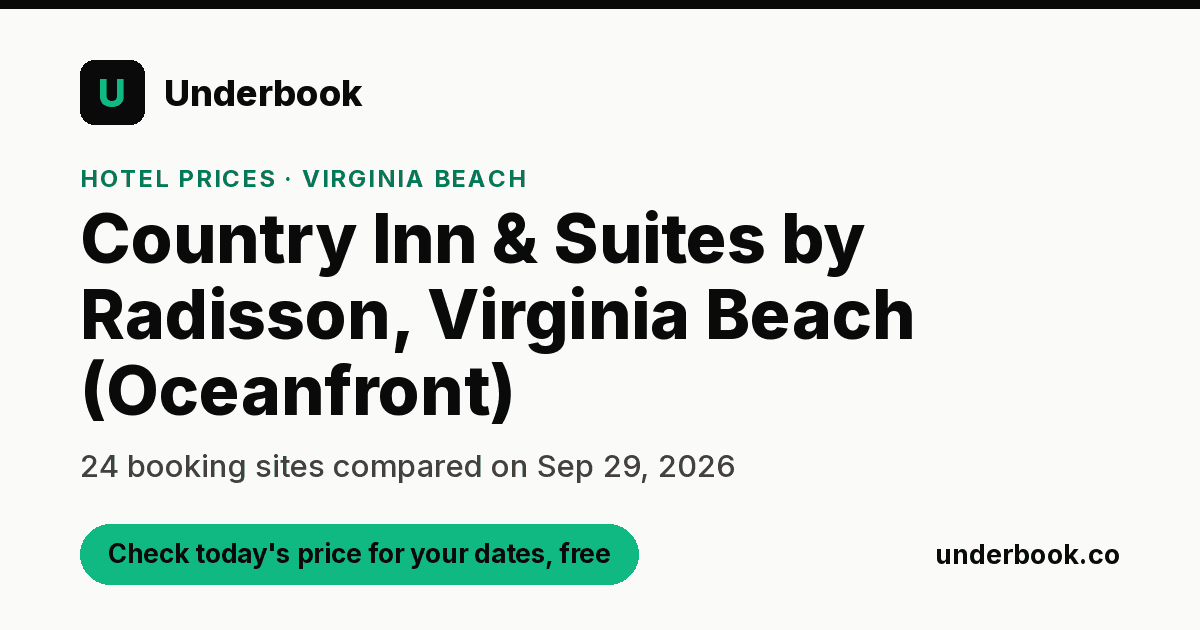 U Underbook
HOTEL PRICES · VIRGINIA BEACH
Country Inn & Suites by
Radisson, Virginia Beach
(Oceanfront)
24 booking sites compared on Sep 29, 2026
Check today's price for your dates, free
underbook.co